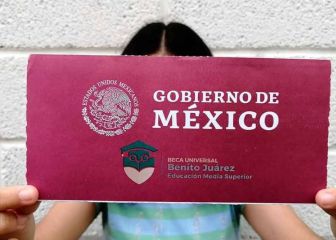 ESTADOS UNIDOS MEXICANOS
GOBIERNO DE
MÉXICO
BECA UNIVERSAL
Benito Juárez
Educación Media Superior